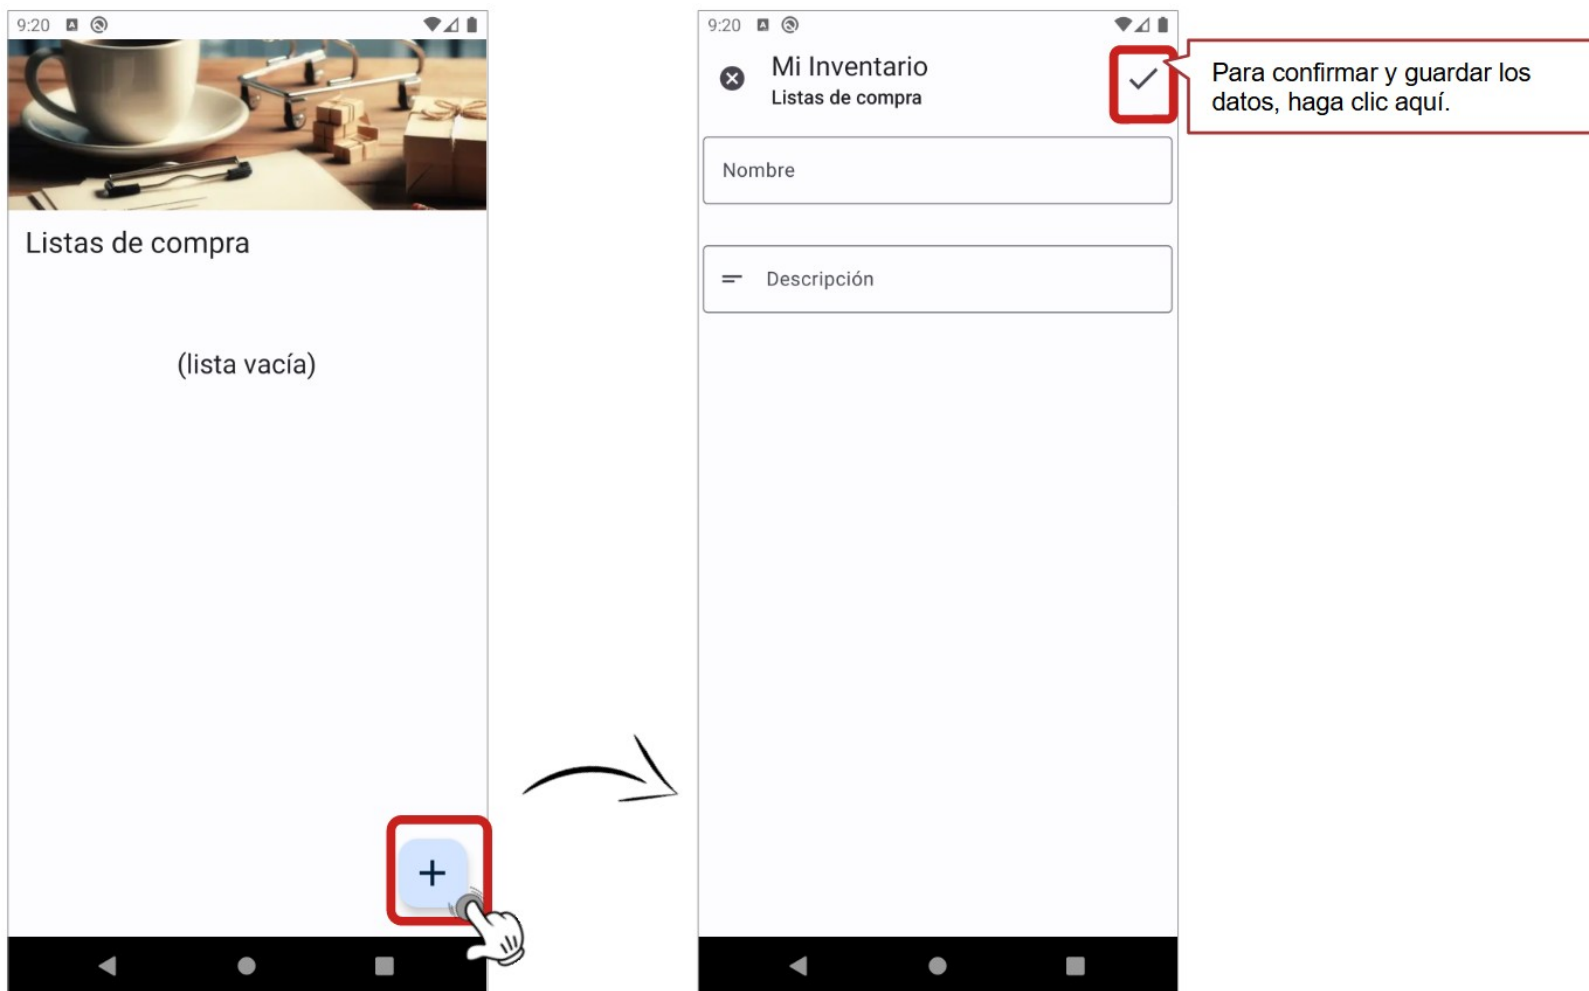 9:20
Listas de compra
(lista vacía)
9:20
Mi Inventario
Listas de compra
Nombre
Descripción
Para confirmar y guardar los
datos, haga clic aquí.